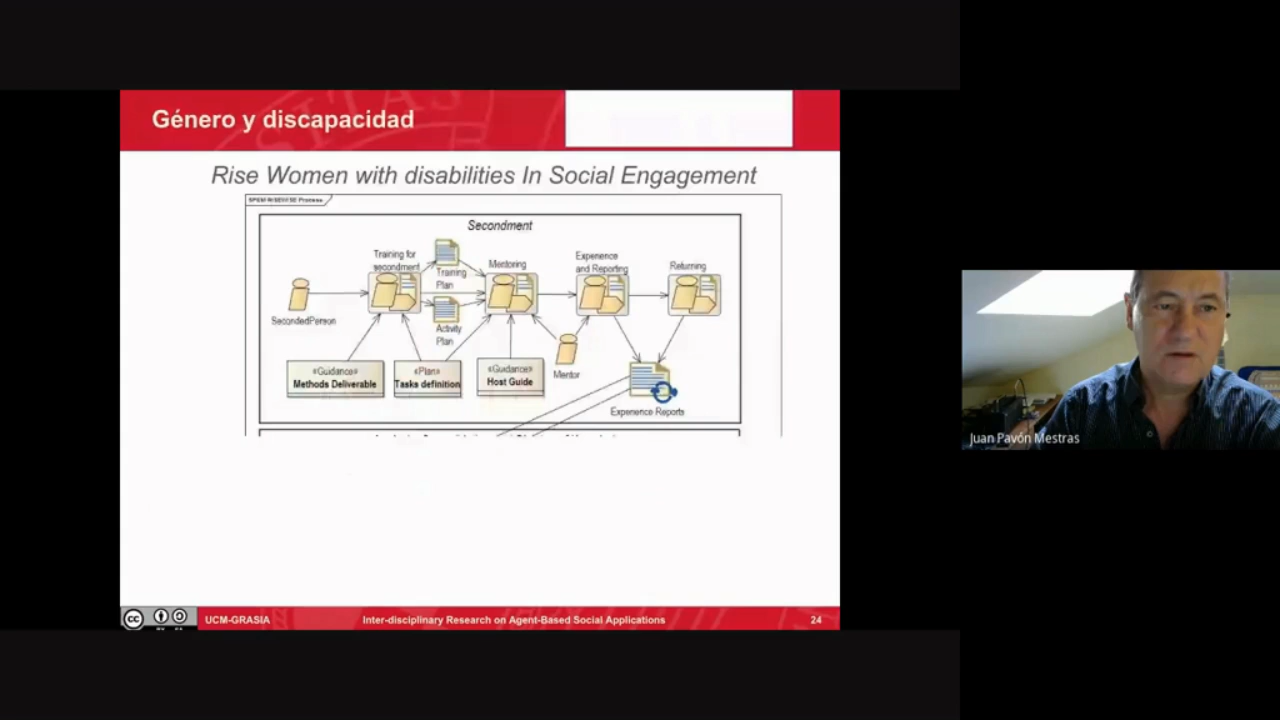 Género y discapacidad
Rise Women with disabilities In Social Engagement
SPEM RISEWISE Process
Secondment
Training for
secondment
Training
Plan
Mentoring
Experience
and Reporting
Returning
SecondedPerson
Activity
Plan
Mentor
«Guidance»
Methods Deliverable
«Plan»
Tasks definition
«Guidance»
Host Guide
Experience Reports
Juan Pavón Mestras
cc
UCM-GRASIA
Inter-disciplinary Research on Agent-Based Social Applications
24